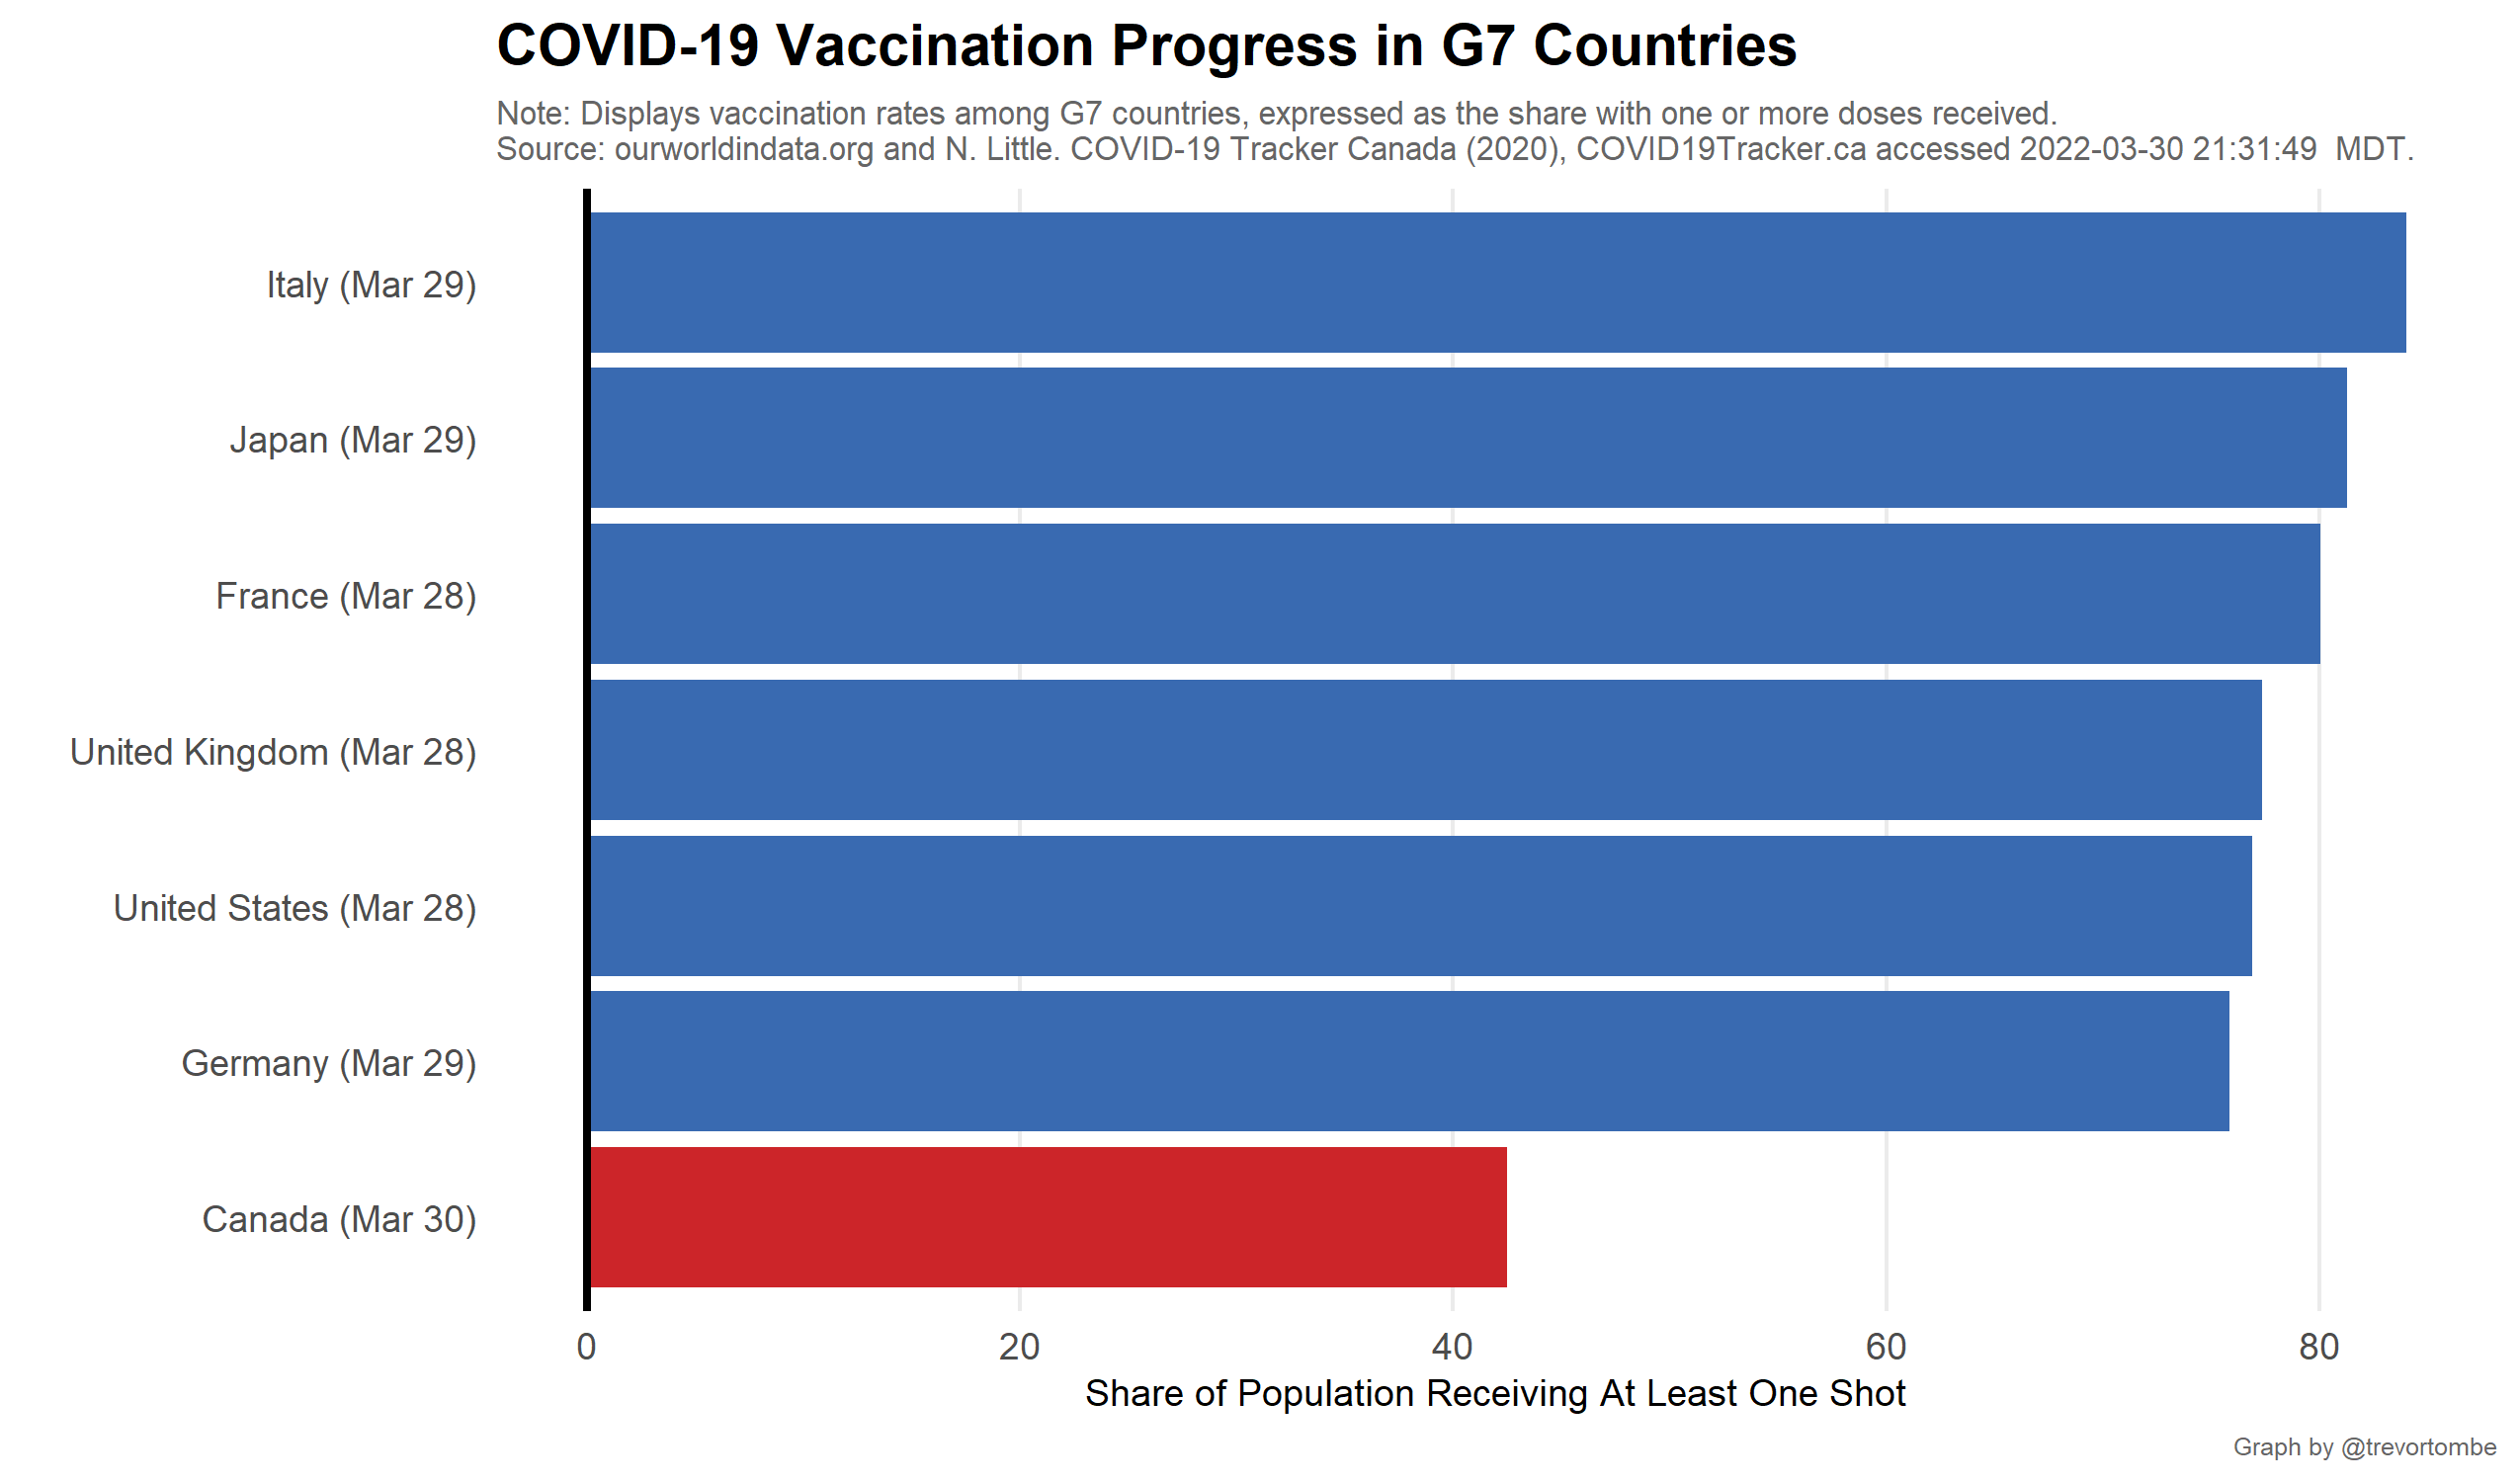 COVID-19 Vaccination Progress in G7 Countries
Note: Displays vaccination rates among G7 countries, expressed as the share with one or more doses received.
Source: ourworldindata.org and N. Little. COVID-19 Tracker Canada (2020), COVID19Tracker.ca accessed 2022-03-30 21:31:49  MDT.
Italy (Mar 29)
Japan (Mar 29)
France (Mar 28)
United Kingdom (Mar 28)
United States (Mar 28)
Germany (Mar 29)
Canada (Mar 30)
0 20 40 60 80
Share of Population Receiving At Least One Shot
Graph by @trevortombe